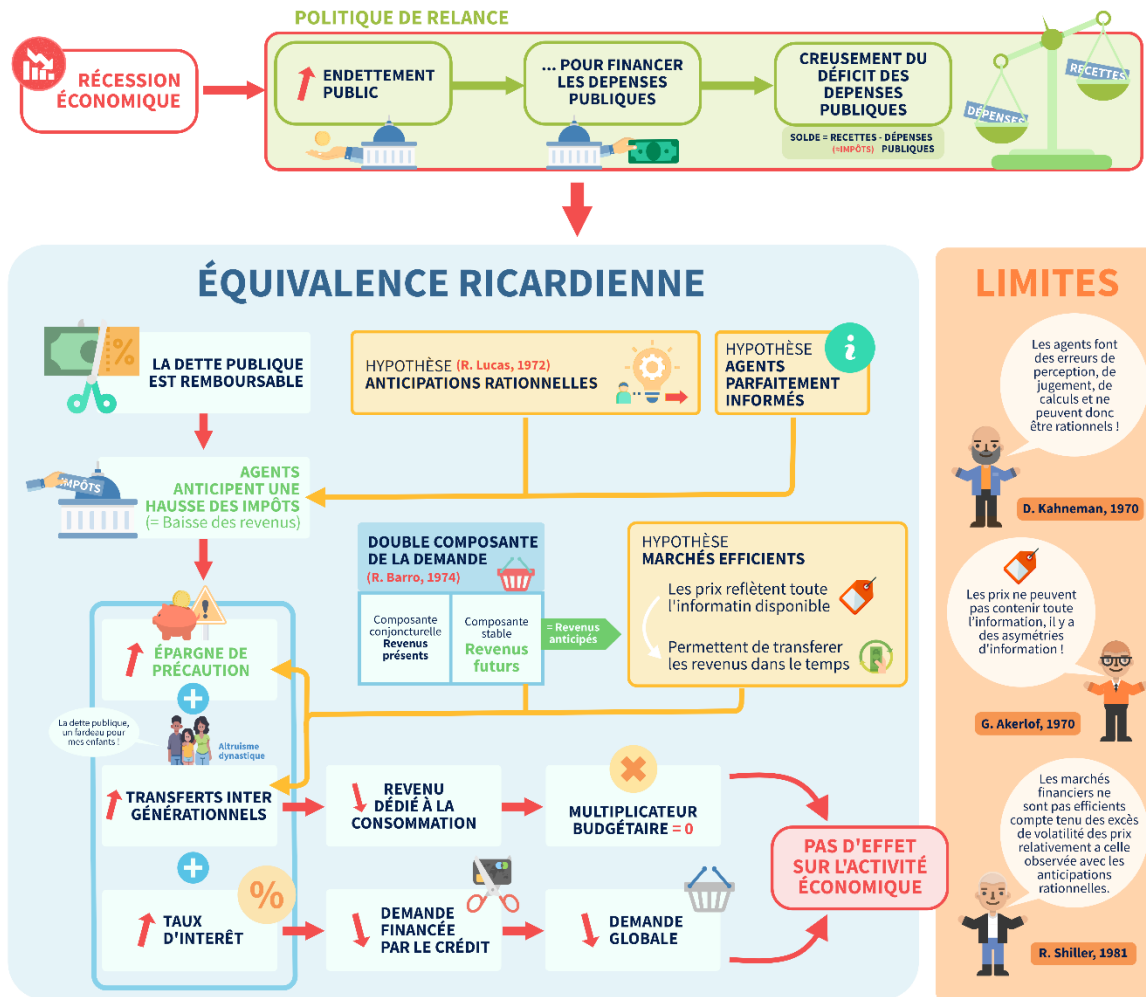 POLITIQUE DE RELANCE
RÉCESSION
ÉCONOMIQUE
ENDETTEMENT
PUBLIC
... POUR FINANCER
LES DEPENSES
PUBLIQUES
CREUSEMENT DU
DÉFICIT DES
DEPENSES
PUBLIQUES
SOLDE = RECETTES - DÉPENSES
(=IMPÔTS) PUBLIQUES
RECETTES
DÉPENSES
ÉQUIVALENCE RICARDIENNE
%
LA DETTE PUBLIQUE
EST REMBOURSABLE
HYPOTHÈSE (R. Lucas, 1972)
ANTICIPATIONS RATIONNELLES
HYPOTHÈSE
AGENTS
PARFAITEMENT
INFORMÉS
i
IMPÔTS
AGENTS
ANTICIPENT UNE
HAUSSE DES IMPÔTS
(= Baisse des revenus)
DOUBLE COMPOSANTE
DE LA DEMANDE
(R. Barro, 1974)
Composante
conjoncturelle
Revenus
présents
Composante
stable
Revenus
futurs
= Revenus
anticipés
HYPOTHÈSE
MARCHÉS EFFICIENTS
Les prix reflètent toute
l'informatin disponible
Permettent de transferer
les revenus dans le temps
!
ÉPARGNE DE
PRÉCAUTION
+
La dette publique,
un fardeau pour
mes enfants !
Altruisme
dynastique
TRANSFERTS INTER
GÉNÉRATIONNELS
REVENU
DÉDIÉ À LA
CONSOMMATION
MULTIPLICATEUR
BUDGÉTAIRE = 0
+
%
TAUX
D'INTERÊT
DEMANDE
FINANCÉE
PAR LE CRÉDIT
DEMANDE
GLOBALE
PAS D'EFFET
SUR L'ACTIVITÉ
ÉCONOMIQUE
LIMITES
Les agents font
des erreurs de
perception, de
jugement, de
calculs et ne
peuvent donc
être rationnels !
D. Kahneman, 1970
Les prix ne peuvent
pas contenir toute
l'information, il y a
des asymétries
d'information !
G. Akerlof, 1970
Les marchés
financiers ne
sont pas efficients
compte tenu des excès
de volatilité des prix
relativement a celle
observée avec les
anticipations
rationnelles.
R. Shiller, 1981